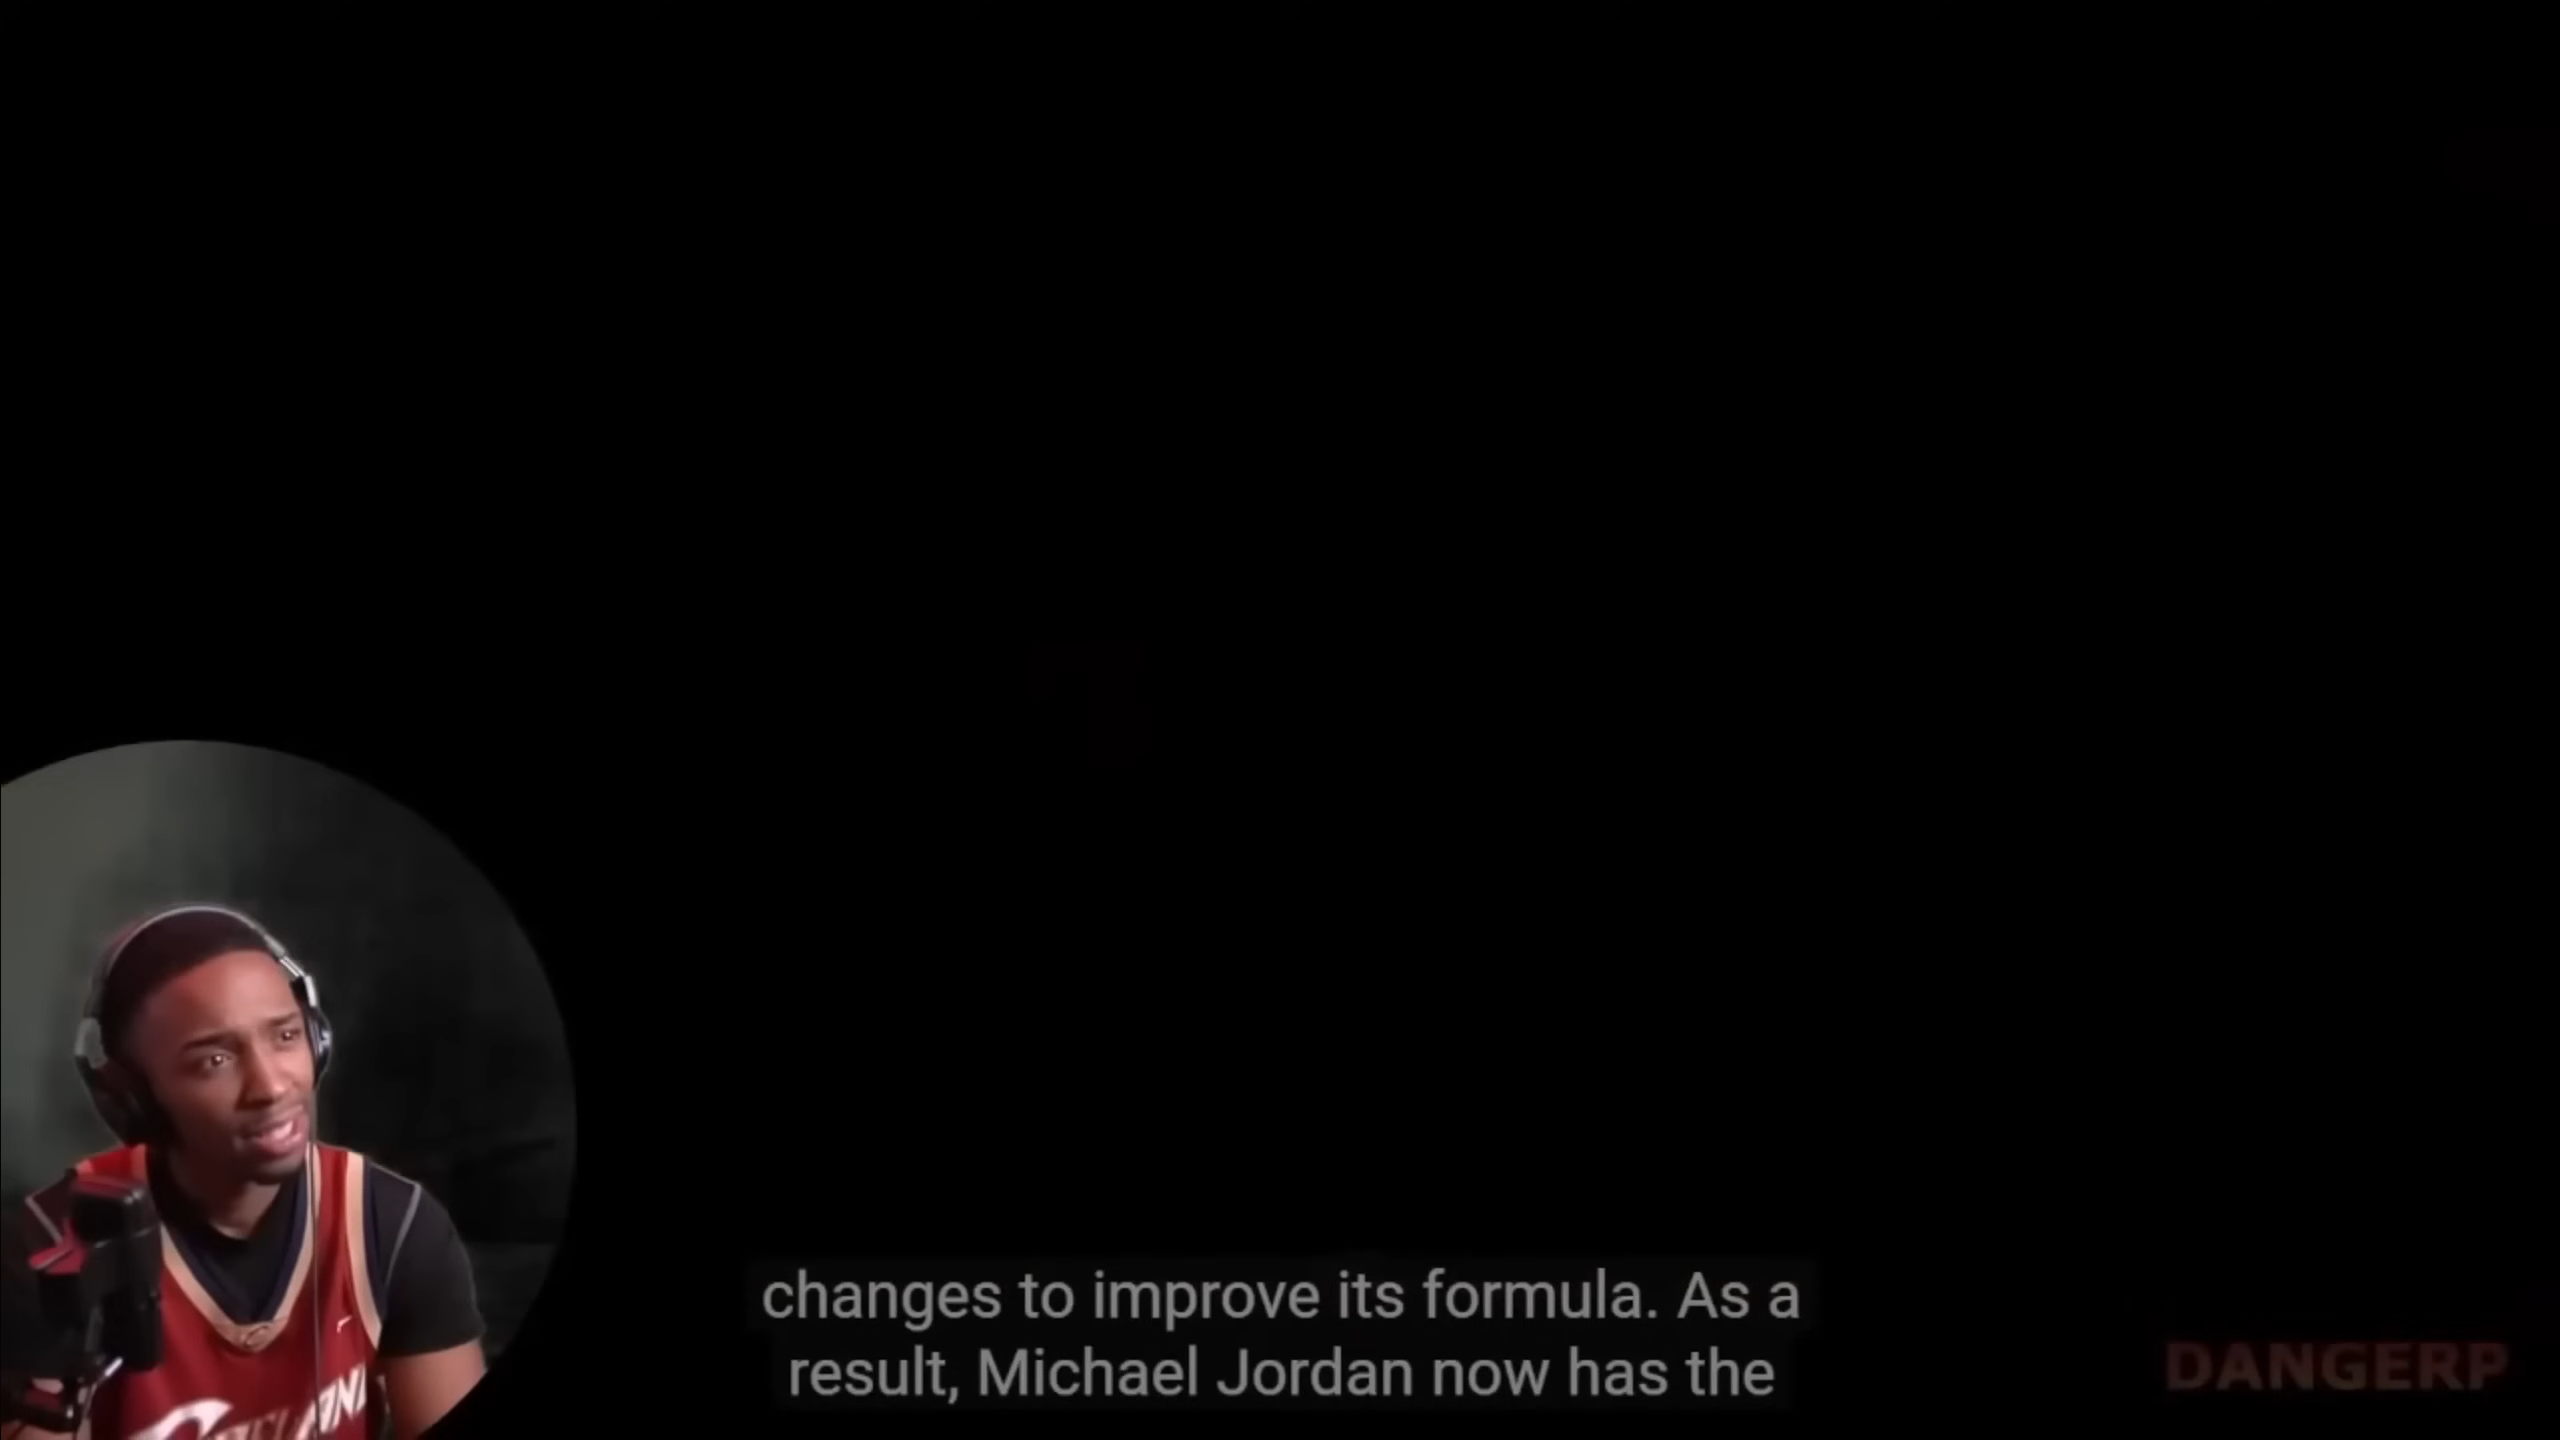 changes to improve its formula. As a
result, Michael Jordan now has the
DANGERP